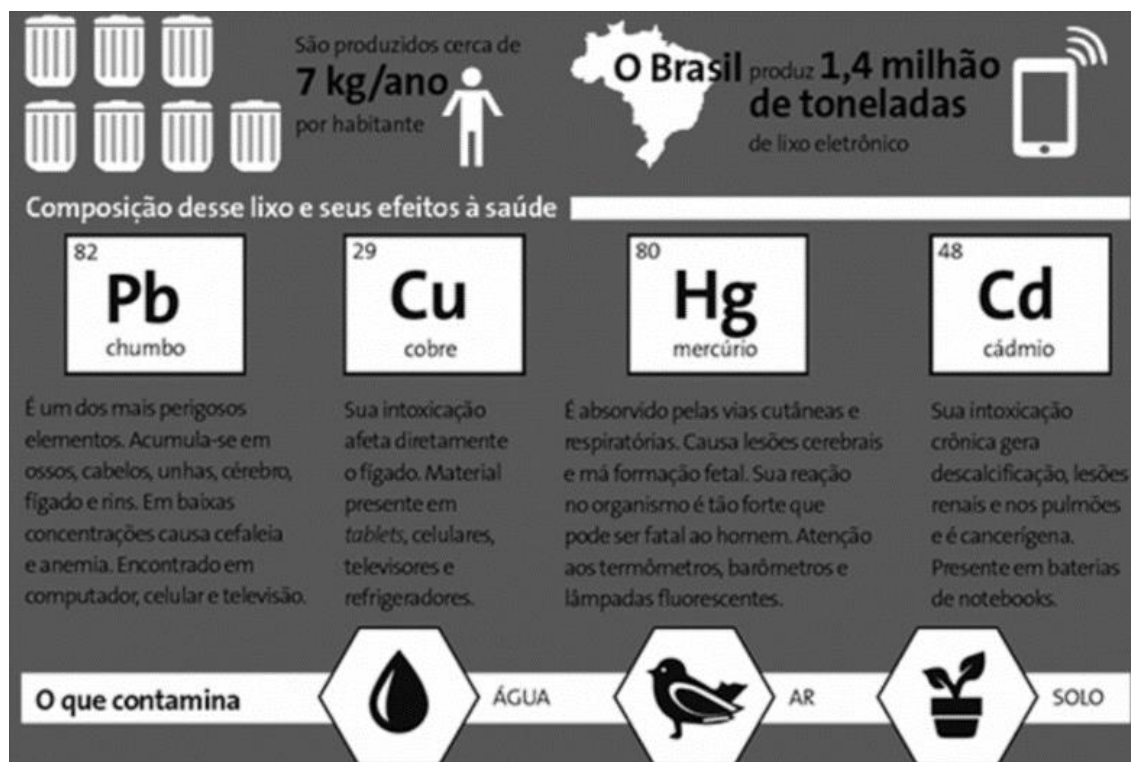 São produzidos cerca de
7 kg/ano
por habitante
O Brasil produz 1,4 milhão
de toneladas
de lixo eletrônico
Composição desse lixo e seus efeitos à saúde
82
Pb
chumbo
É um dos mais perigosos
elementos. Acumula-se em
ossos, cabelos, unhas, cérebro,
fígado e rins. Em baixas
concentrações causa cefaleia
e anemia. Encontrado em
computador, celular e televisão.
29
Cu
cobre
Sua intoxicação
afeta diretamente
o fígado. Material
presente em
tablets, celulares,
televisores e
refrigeradores.
80
Hg
mercúrio
É absorvido pelas vias cutâneas e
respiratórias. Causa lesões cerebrais
e má formação fetal. Sua reação
no organismo é tão forte que
pode ser fatal ao homem. Atenção
aos termômetros, barômetros e
lâmpadas fluorescentes.
48
Cd
cádmio
Sua intoxicação
crônica gera
descalcificação, lesões
renais e nos pulmões
e é cancerígena.
Presente em baterias
de notebooks.
O que contamina
ÁGUA
AR
SOLO